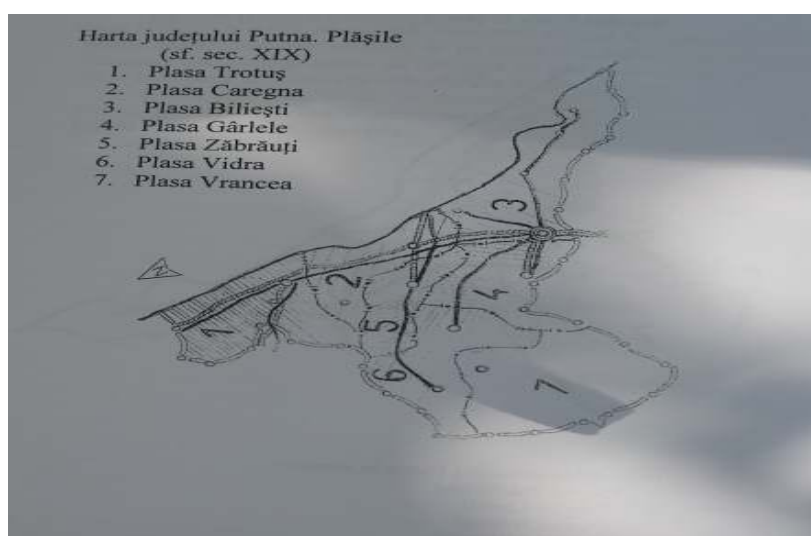 Harta județului Putna. Plășile
(sf. sec. XIX)
1. Plasa Trotuș
2. Plasa Caregna
3. Plasa Biliești
4. Plasa Gârlele
5. Plasa Zăbrăuți
6. Plasa Vidra
7. Plasa Vrancea
3
N
2
4
1
5
6
7